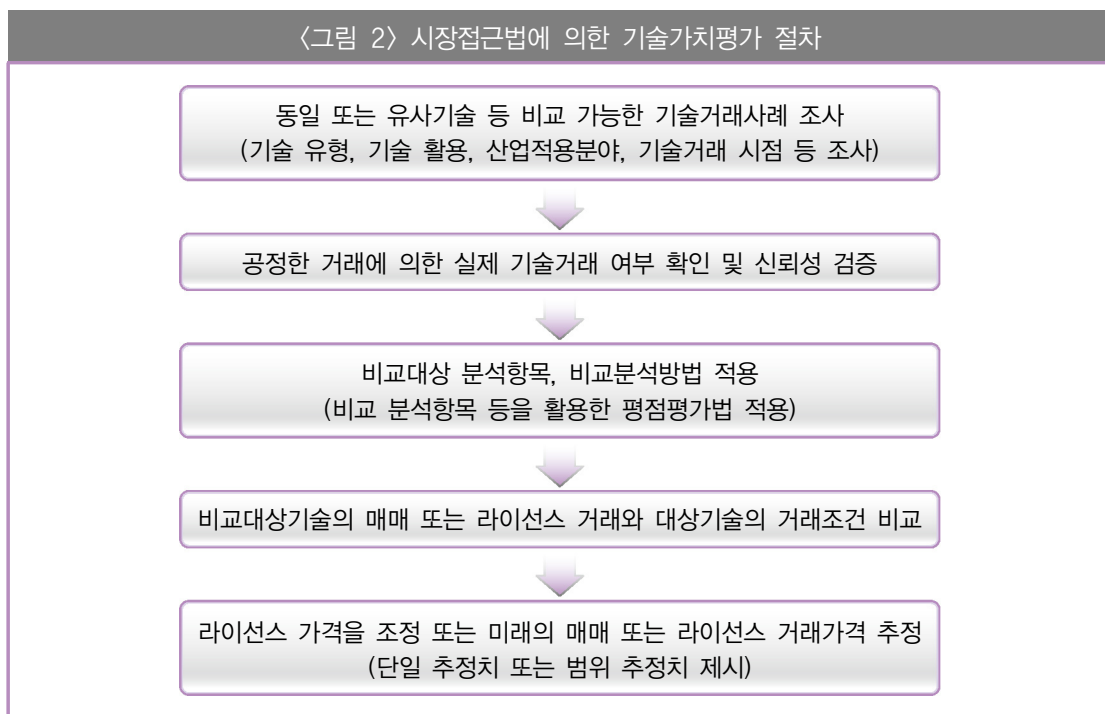 〈그림 2〉 시장접근법에 의한 기술가치평가 절차
동일 또는 유사기술 등 비교 가능한 기술거래사례 조사
(기술 유형, 기술 활용, 산업적용분야, 기술거래 시점 등 조사)
공정한 거래에 의한 실제 기술거래 여부 확인 및 신뢰성 검증
비교대상 분석항목, 비교분석방법 적용
(비교 분석항목 등을 활용한 평점평가법 적용)
비교대상기술의 매매 또는 라이선스 거래와 대상기술의 거래조건 비교
라이선스 가격을 조정 또는 미래의 매매 또는 라이선스 거래가격 추정
(단일 추정치 또는 범위 추정치 제시)